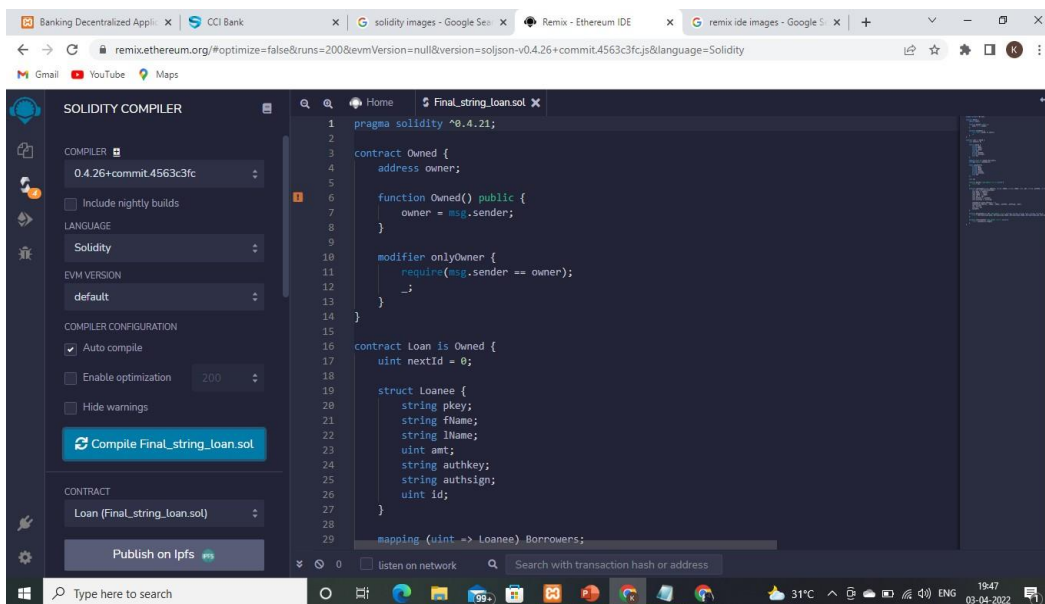 Banking Decentralized Applic
CCI Bank
solidity images - Google Sear
Remix - Ethereum IDE
remix ide images - Google S
remix.ethereum.org/#optimize=false&runs=200&evmVersion=null&version=soljson-v0.4.26+commit.4563c3fc.js&language=Solidity
K
Gmail
YouTube
Maps
SOLIDITY COMPILER
COMPILER
0.4.26+commit.4563c3fc
Include nightly builds
LANGUAGE
Solidity
EVM VERSION
default
COMPILER CONFIGURATION
Auto compile
Enable optimization 200
Hide warnings
Compile Final_string_loan.sol
CONTRACT
Loan (Final_string_loan.sol)
Publish on Ipfs
Home
Final_string_loan.sol
1 pragma solidity ^0.4.21;
2
3 contract Owned {
4 address owner;
5
6 function Owned() public {
7 owner = msg.sender;
8 }
9
10 modifier onlyOwner {
11 require(msg.sender == owner);
12 _;
13 }
14 }
15
16 contract Loan is Owned {
17 uint nextId = 0;
18
19 struct Loanee {
20 string pkey;
21 string fName;
22 string lName;
23 uint amt;
24 string authkey;
25 string authsign;
26 uint id;
27 }
28
29 mapping (uint => Loanee) Borrowers;
0
listen on network
Search with transaction hash or address
Type here to search
99+
31°C
ENG
19:47
03-04-2022